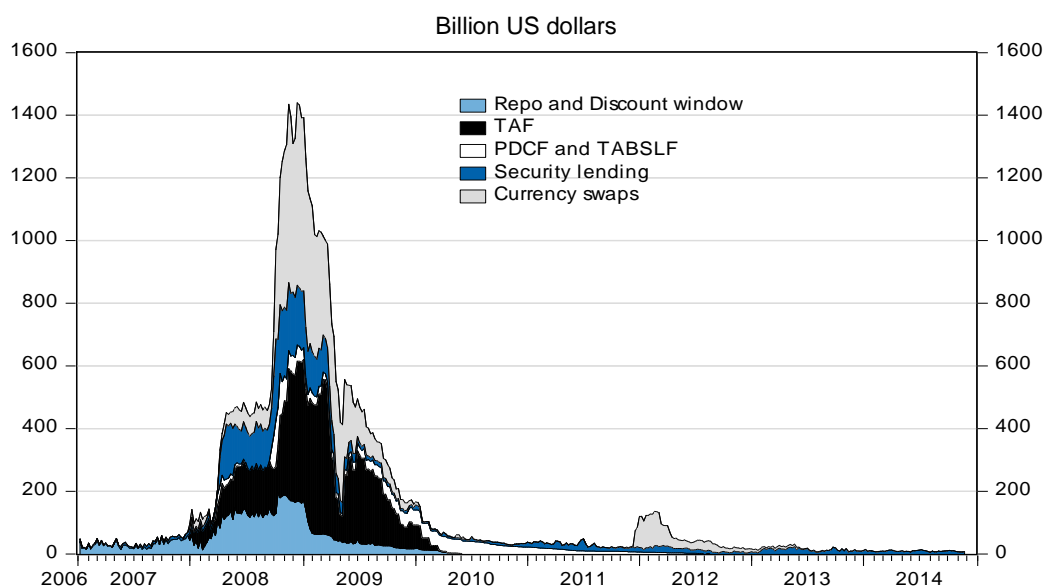 Billion US dollars
1600 1600
1400 1400
1200 1200
1000 1000
800 800
600 600
400 400
200 200
0 0
Repo and Discount window
TAF
PDCF and TABSLF
Security lending
Currency swaps
2006 2007 2008 2009 2010 2011 2012 2013 2014